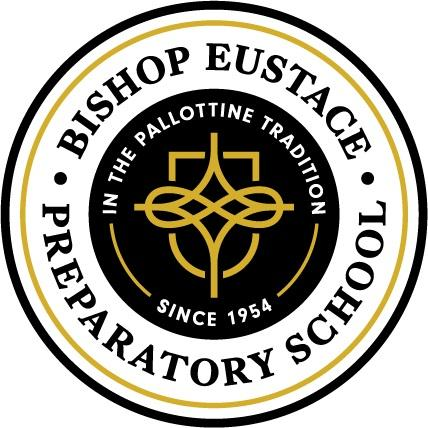 BISHOP EUSTACE
PREPARATORY SCHOOL
IN THE PALLOTTINE TRADITION
SINCE 1954